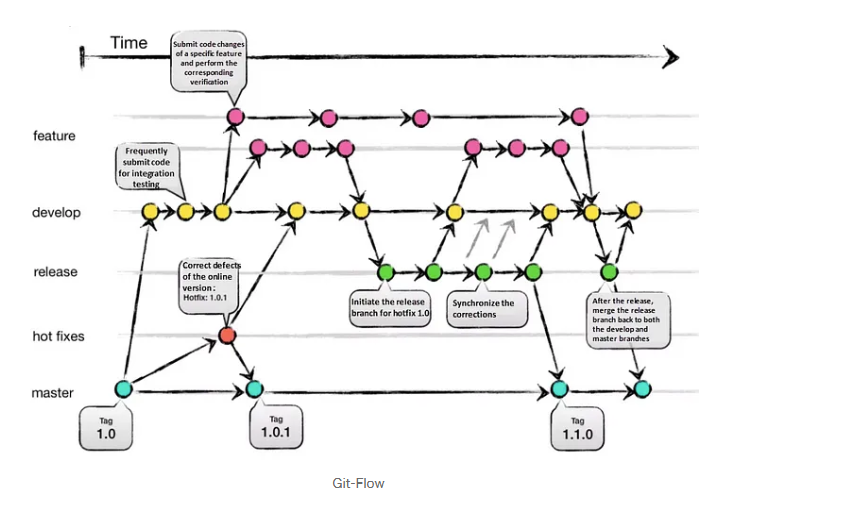 Time
Submit code changes
of a specific feature
and perform the
corresponding
verification
feature
Frequently
submit code
for integration
testing
develop
release
Correct defects
of the online
version:
Hotfix: 1.0.1
Initiate the release
branch for hotfix 1.0
Synchronize the
corrections
After the release,
merge the release
branch back to both
the develop and
master branches
hot fixes
master
Tag
1.0
Tag
1.0.1
Tag
1.1.0
Git-Flow